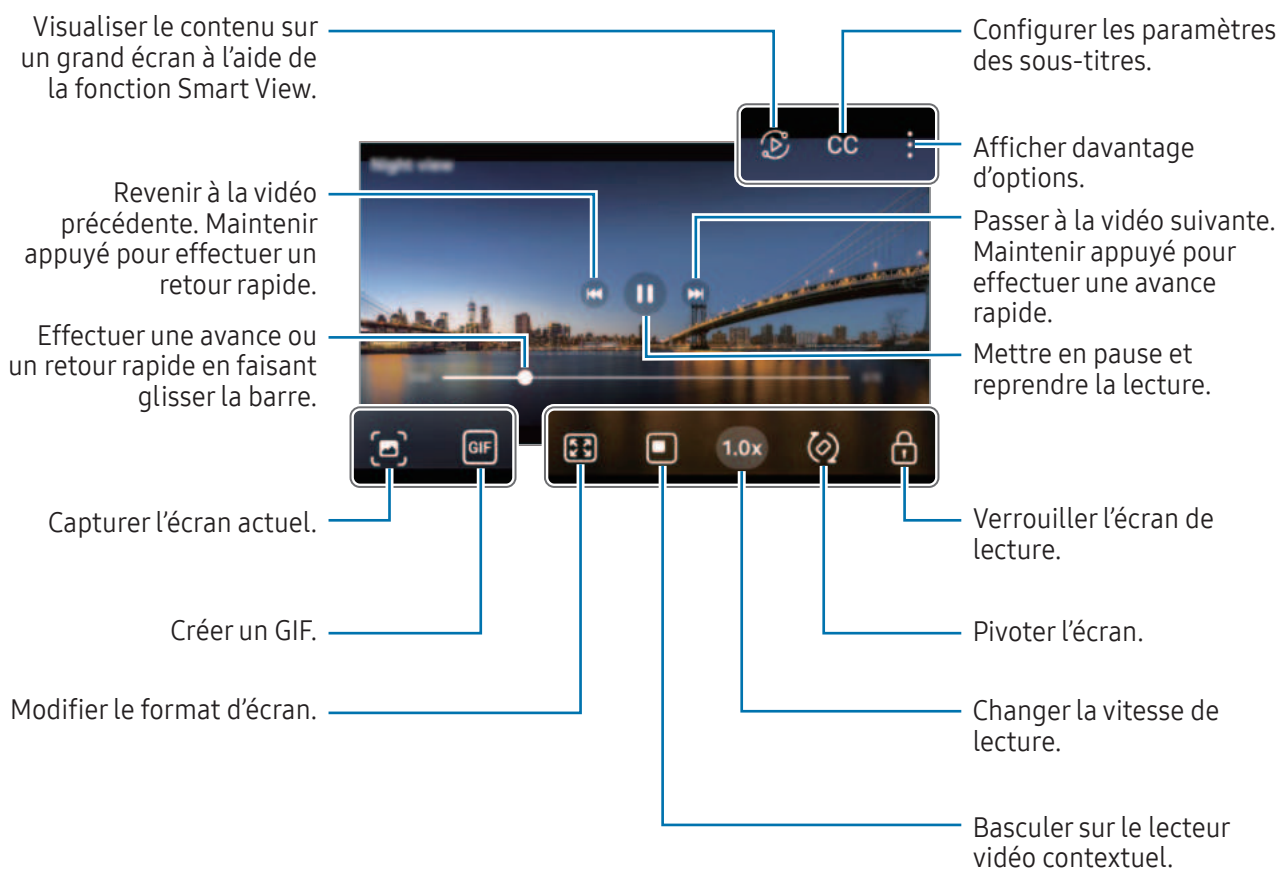 Visualiser le contenu sur
un grand écran à l'aide de
la fonction Smart View.
Configurer les paramètres
des sous-titres.
CC
Afficher davantage
d'options.
Night view
Revenir à la vidéo
précédente. Maintenir
appuyé pour effectuer un
retour rapide.
Passer à la vidéo suivante.
Maintenir appuyé pour
effectuer une avance
rapide.
Effectuer une avance ou
un retour rapide en faisant
glisser la barre.
Mettre en pause et
reprendre la lecture.
GIF
1.0x
Capturer l'écran actuel.
Verrouiller l'écran de
lecture.
Créer un GIF.
Pivoter l'écran.
Modifier le format d'écran.
Changer la vitesse de
lecture.
Basculer sur le lecteur
vidéo contextuel.